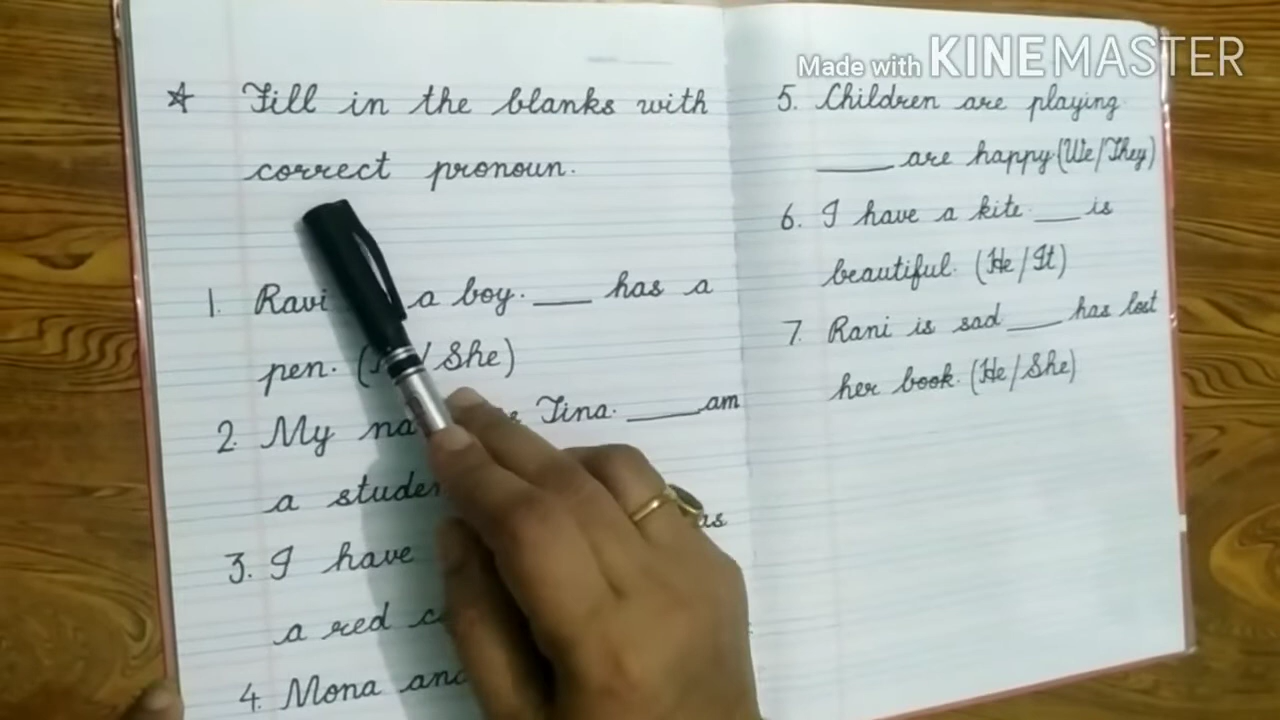 Made with KINEMASTER
☆ Fill in the blanks with
correct pronoun.
1. Ravi a boy. ___ has a
pen. ( / She)
2. My Tina. ____ am
a
3. I have
a red
4. Mona
5. Children are playing
____ are happy (We/They)
6. I have a kite ___ is
beautiful. (He/It)
7. Rani is sad ___ has lost
her book. (He/She)